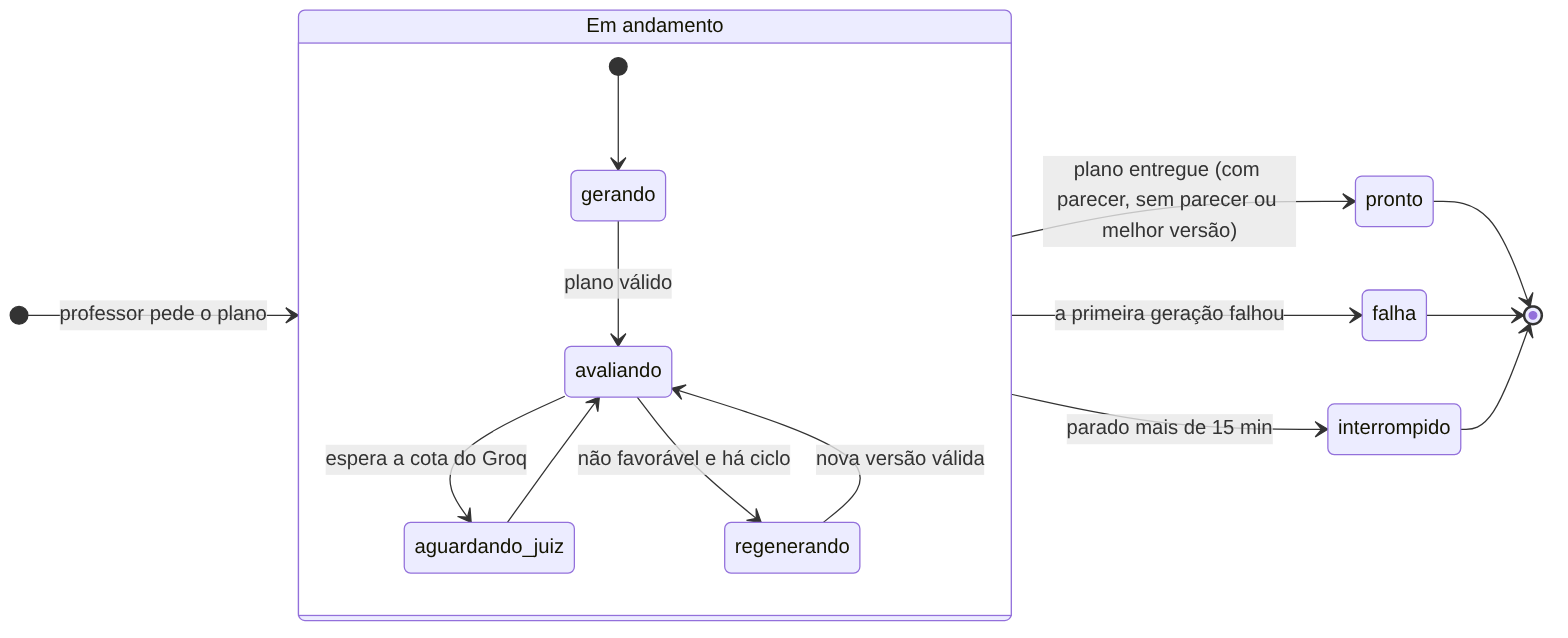 Em andamento
gerando
plano válido
avaliando
espera a cota do Groq
não favorável e há ciclo
nova versão válida
aguardando_juiz
regenerando
professor pede o plano
plano entregue (com
parecer, sem parecer ou
melhor versão)
pronto
a primeira geração falhou
falha
parado mais de 15 min
interrompido